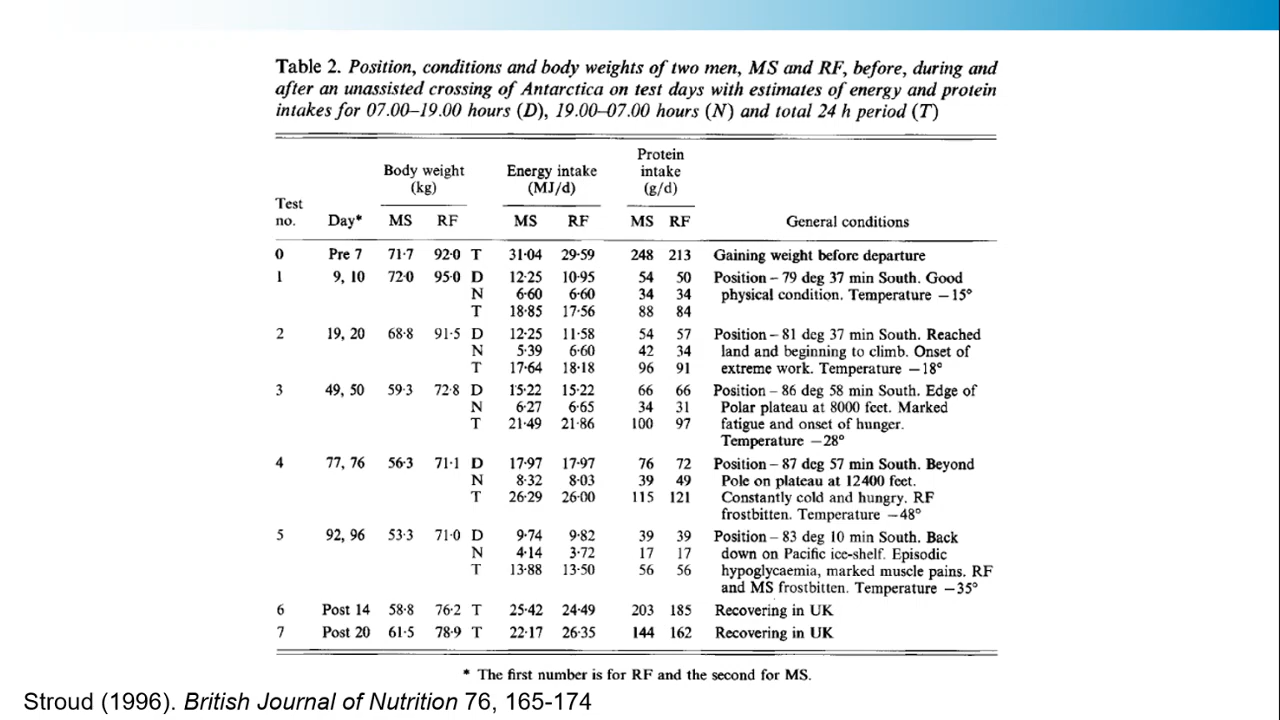 Table 2. Position, conditions and body weights of two men, MS and RF, before, during and
after an unassisted crossing of Antarctica on test days with estimates of energy and protein
intakes for 07.00–19.00 hours (D), 19.00–07.00 hours (N) and total 24 h period (T)
Protein
Body weight Energy intake intake
(kg) (MJ/d) (g/d)
Test
no. Day* MS RF MS RF MS RF General conditions
0 Pre 7 71·7 92·0 T 31·04 29·59 248 213 Gaining weight before departure
1 9, 10 72·0 95·0 D 12·25 10·95 54 50 Position – 79 deg 37 min South. Good
N 6·60 6·60 34 34 physical condition. Temperature –15°
T 18·85 17·56 88 84
2 19, 20 68·8 91·5 D 12·25 11·58 54 57 Position – 81 deg 37 min South. Reached
N 5·39 6·60 42 34 land and beginning to climb. Onset of
T 17·64 18·18 96 91 extreme work. Temperature –18°
3 49, 50 59·3 72·8 D 15·22 15·22 66 66 Position – 86 deg 58 min South. Edge of
N 6·27 6·65 34 31 Polar plateau at 8000 feet. Marked
T 21·49 21·86 100 97 fatigue and onset of hunger.
Temperature –28°
4 77, 76 56·3 71·1 D 17·97 17·97 76 72 Position – 87 deg 57 min South. Beyond
N 8·32 8·03 39 49 Pole on plateau at 12400 feet.
T 26·29 26·00 115 121 Constantly cold and hungry. RF
frostbitten. Temperature –48°
5 92, 96 53·3 71·0 D 9·74 9·82 39 39 Position – 83 deg 10 min South. Back
N 4·14 3·72 17 17 down on Pacific ice-shelf. Episodic
T 13·88 13·50 56 56 hypoglycaemia, marked muscle pains. RF
and MS frostbitten. Temperature –35°
6 Post 14 58·8 76·2 T 25·42 24·49 203 185 Recovering in UK
7 Post 20 61·5 78·9 T 22·17 26·35 144 162 Recovering in UK
* The first number is for RF and the second for MS.
Stroud (1996). British Journal of Nutrition 76, 165-174